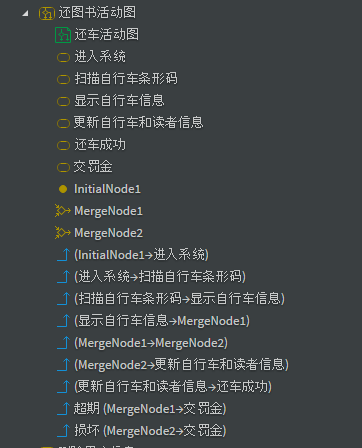 还图书活动图
还车活动图
进入系统
扫描自行车条形码
显示自行车信息
更新自行车和读者信息
还车成功
交罚金
InitialNode1
MergeNode1
MergeNode2
(InitialNode1→进入系统)
(进入系统→扫描自行车条形码)
(扫描自行车条形码→显示自行车信息)
(显示自行车信息→MergeNode1)
(MergeNode1→MergeNode2)
(MergeNode2→更新自行车和读者信息)
(更新自行车和读者信息→还车成功)
超期 (MergeNode1→交罚金)
损坏 (MergeNode2→交罚金)